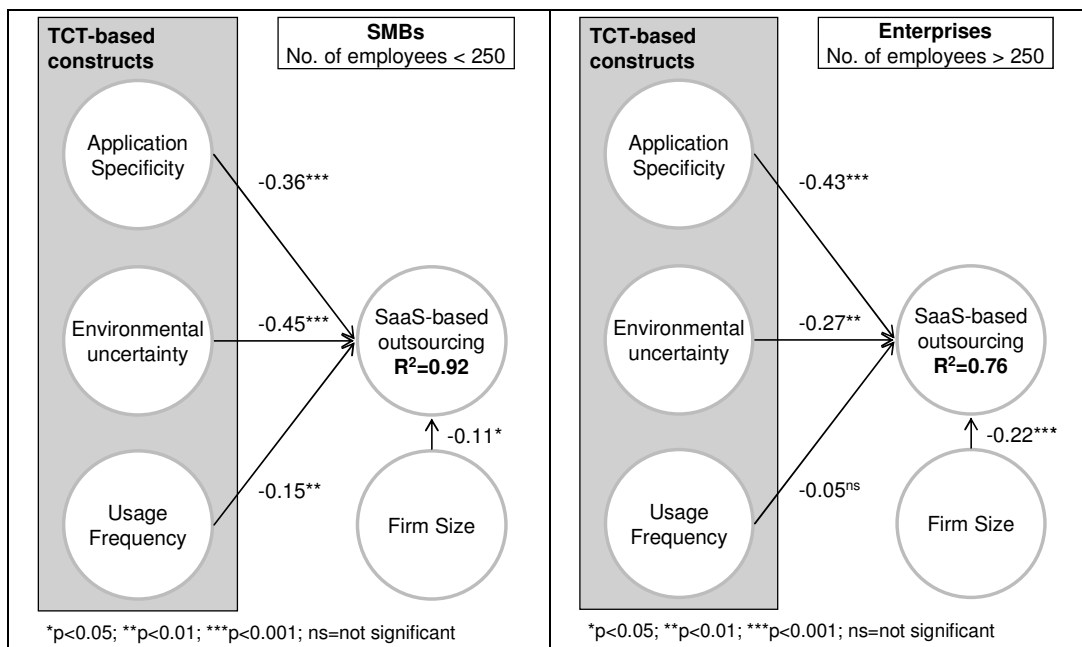 TCT-based
constructs
SMBs
No. of employees < 250
Application
Specificity
-0.36***
Environmental
uncertainty
-0.45***
SaaS-based
outsourcing
R²=0.92
-0.11*
Usage
Frequency
-0.15**
Firm Size
*p<0.05; **p<0.01; ***p<0.001; ns=not significant
TCT-based
constructs
Enterprises
No. of employees > 250
Application
Specificity
-0.43***
Environmental
uncertainty
-0.27**
SaaS-based
outsourcing
R²=0.76
-0.22***
Usage
Frequency
-0.05ns
Firm Size
*p<0.05; **p<0.01; ***p<0.001; ns=not significant